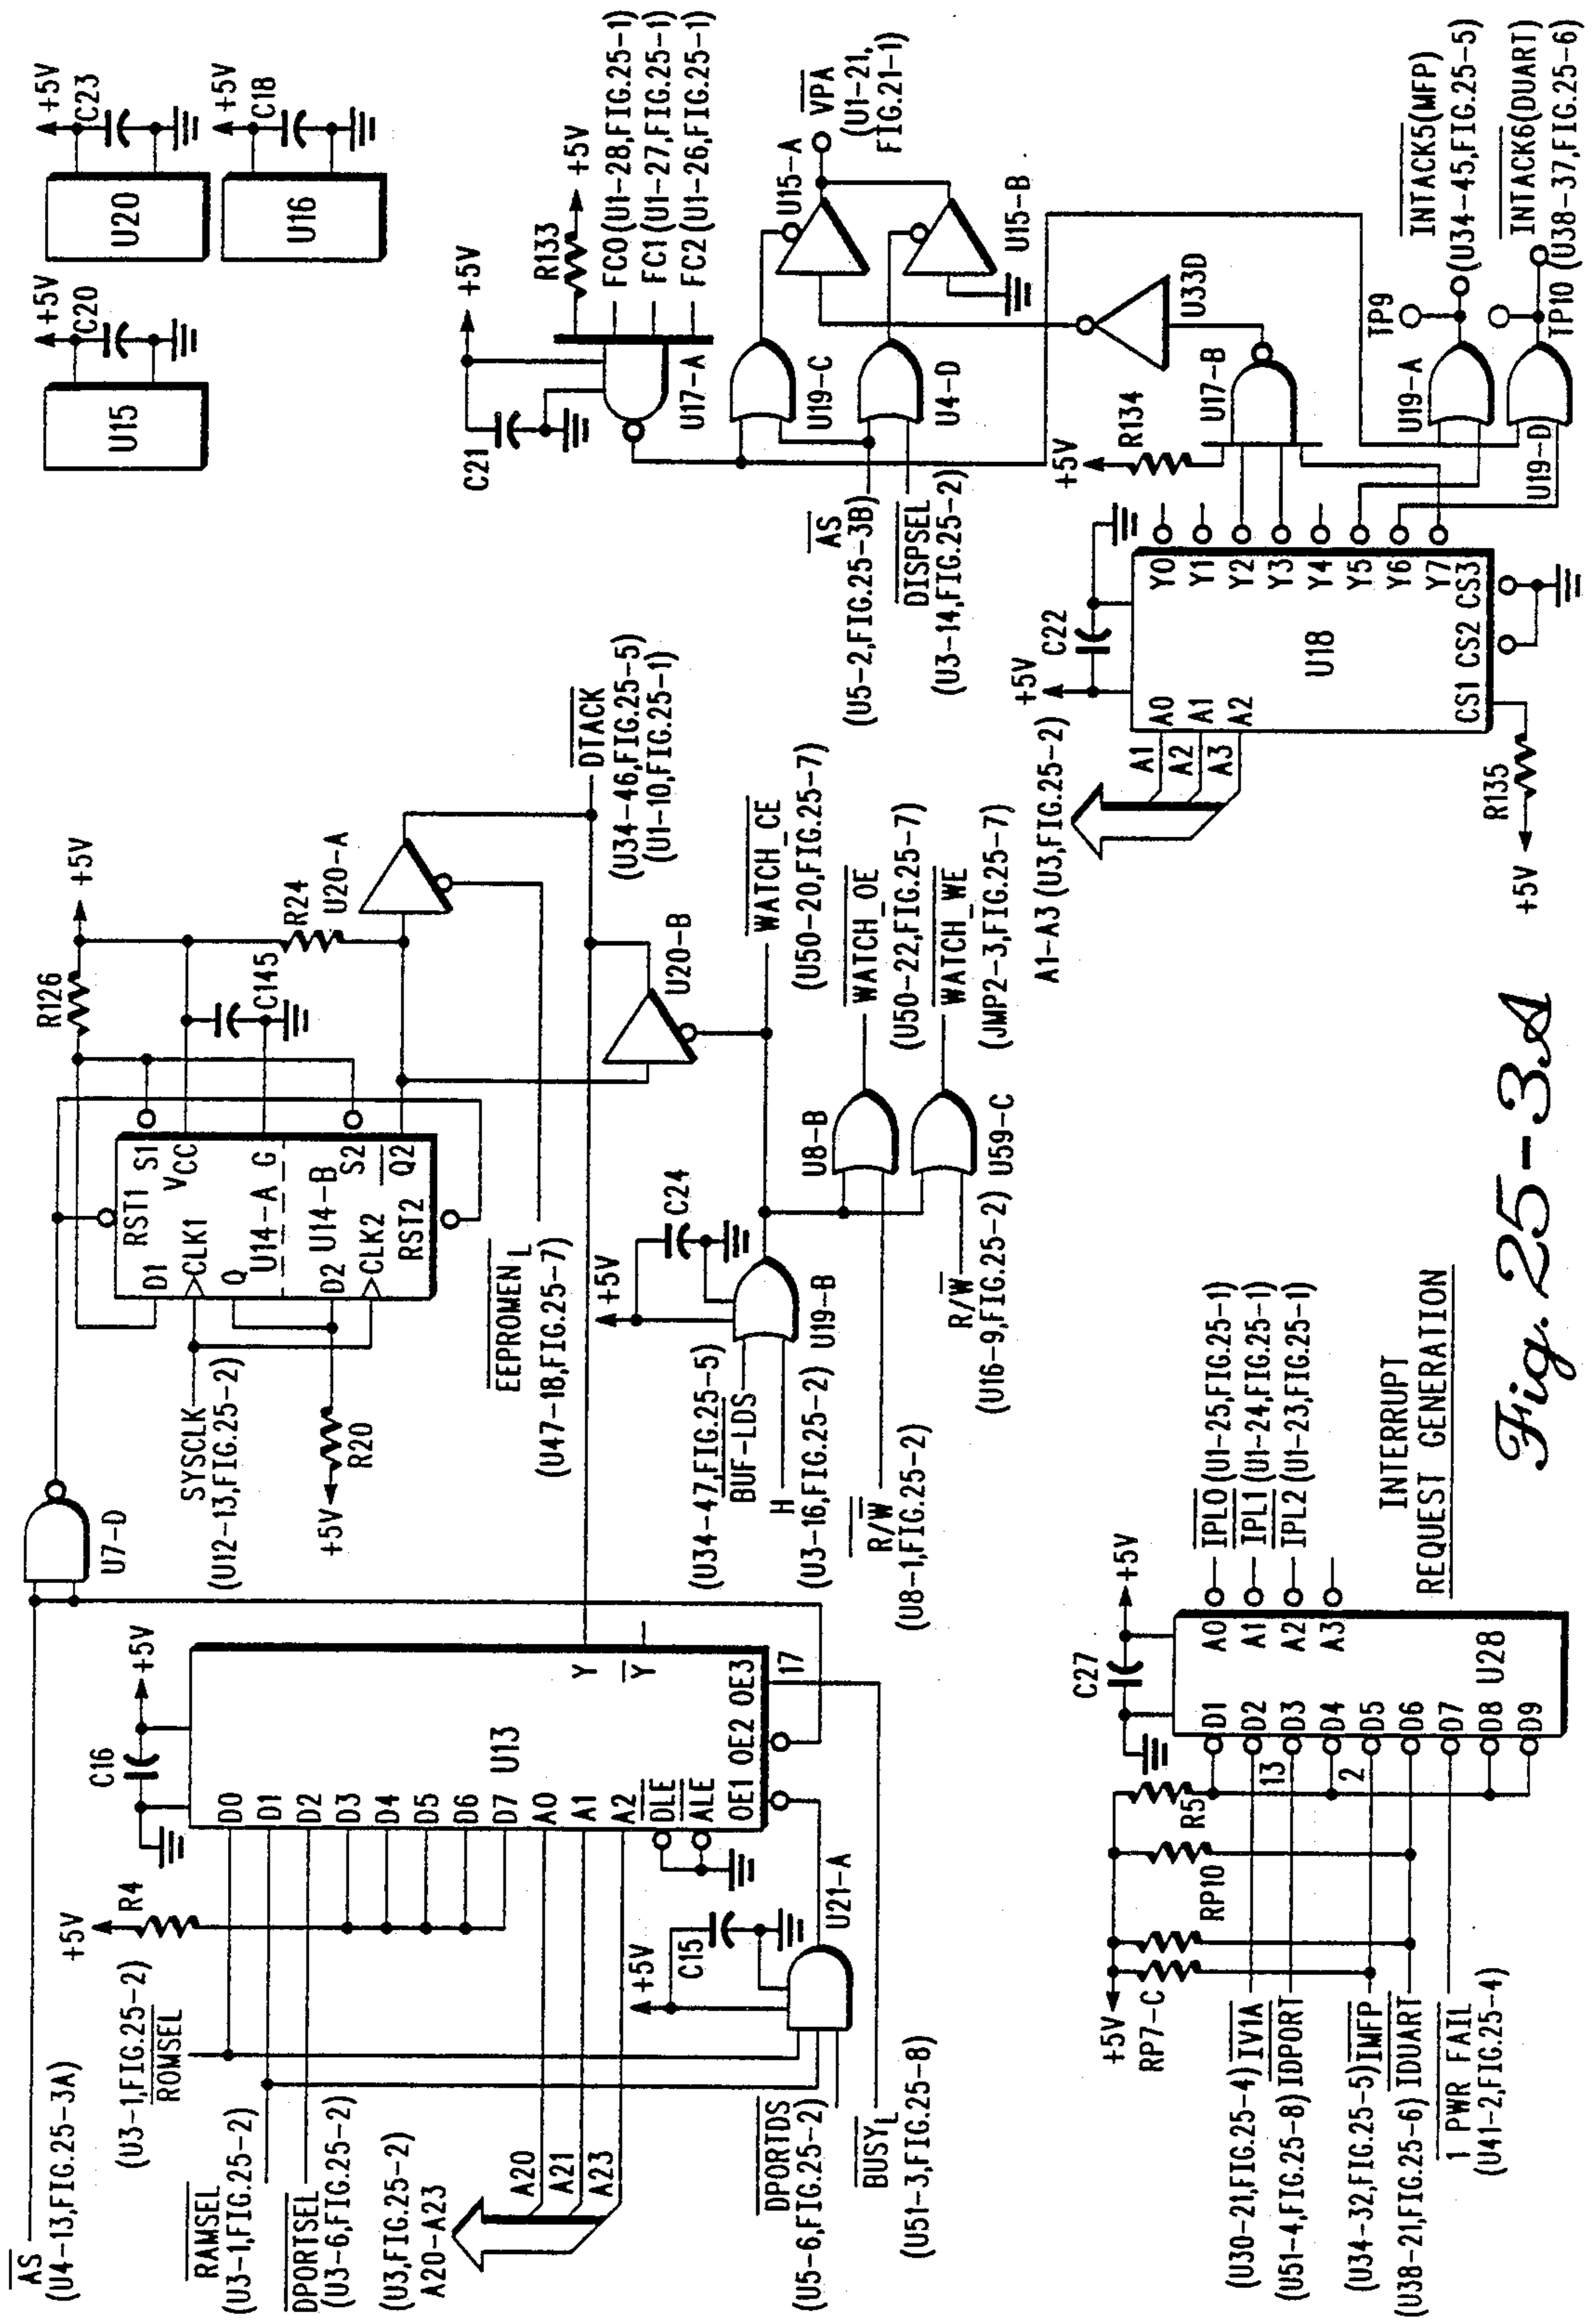 AS
(U4-13,FIG.25-3A)
RAMSEL
(U3-1,FIG.25-2)
DPORTSEL
(U3-6,FIG.25-2)
(U3,FIG.25-2)
A20-A23
(U3-1,FIG.25-2)
ROMSEL
+5V
R4
A20
A21
A23
DPORTDS
(U5-6,FIG.25-2)
BUSYL
(U51-3,FIG.25-8)
+5V
C15
U21-A
C16
+5V
D0
D1
D2
D3
D4
D5
D6
D7
A0
A1
A2
DLE
ALE
OE1 OE2 OE3
U13
Y
Y
17
U7-D
SYSCLK
(U12-13,FIG.25-2)
+5V
R20
RST1
D1
CLK1
Q
U14-A
U14-B
D2
CLK2
RST2
S1
VCC
G
S2
Q2
R126
+5V
C145
R24
U20-A
EEPROMENL
(U47-18,FIG.25-7)
DTACK
(U34-46,FIG.25-5)
(U1-10,FIG.25-1)
U20-B
+5V
C24
(U34-47,FIG.25-5)
BUF-LDS
H
(U3-16,FIG.25-2)
U19-B
R/W
(U8-1,FIG.25-2)
R/W
(U16-9,FIG.25-2)
U8-B
U59-C
WATCH_CE
(U50-20,FIG.25-7)
WATCH_OE
(U50-22,FIG.25-7)
WATCH_WE
(JMP2-3,FIG.25-7)
+5V
C20
U15
+5V
C23
U20
+5V
C18
U16
C21
+5V
R133
+5V
FC0(U1-28,FIG.25-1)
FC1(U1-27,FIG.25-1)
FC2(U1-26,FIG.25-1)
U17-A
AS
(U5-2,FIG.25-3B)
DISPSEL
(U3-14,FIG.25-2)
U19-C
U4-D
U15-A
U15-B
VPA
(U1-21,
FIG.21-1)
U33D
A1-A3(U3,FIG.25-2)
A1
A2
A3
+5V
C22
A0
A1
A2
U18
Y0
Y1
Y2
Y3
Y4
Y5
Y6
Y7
CS1 CS2 CS3
R135
+5V
+5V
R134
U17-B
U19-A
U19-D
TP9
INTACK5(MFP)
(U34-45,FIG.25-5)
INTACK6(DUART)
TP10
(U38-37,FIG.25-6)
+5V
RP7-C
RP10
R5
(U30-21,FIG.25-4) IV1A
(U51-4,FIG.25-8) IDPORT
(U34-32,FIG.25-5) IMFP
(U38-21,FIG.25-6) IDUART
1 PWR FAIL
(U41-2,FIG.25-4)
13
2
C27
+5V
D1
D2
D3
D4
D5
D6
D7
D8
D9
A0
A1
A2
A3
U28
IPL0(U1-25,FIG.25-1)
IPL1(U1-24,FIG.25-1)
IPL2(U1-23,FIG.25-1)
INTERRUPT
REQUEST GENERATION
Fig. 25-3A